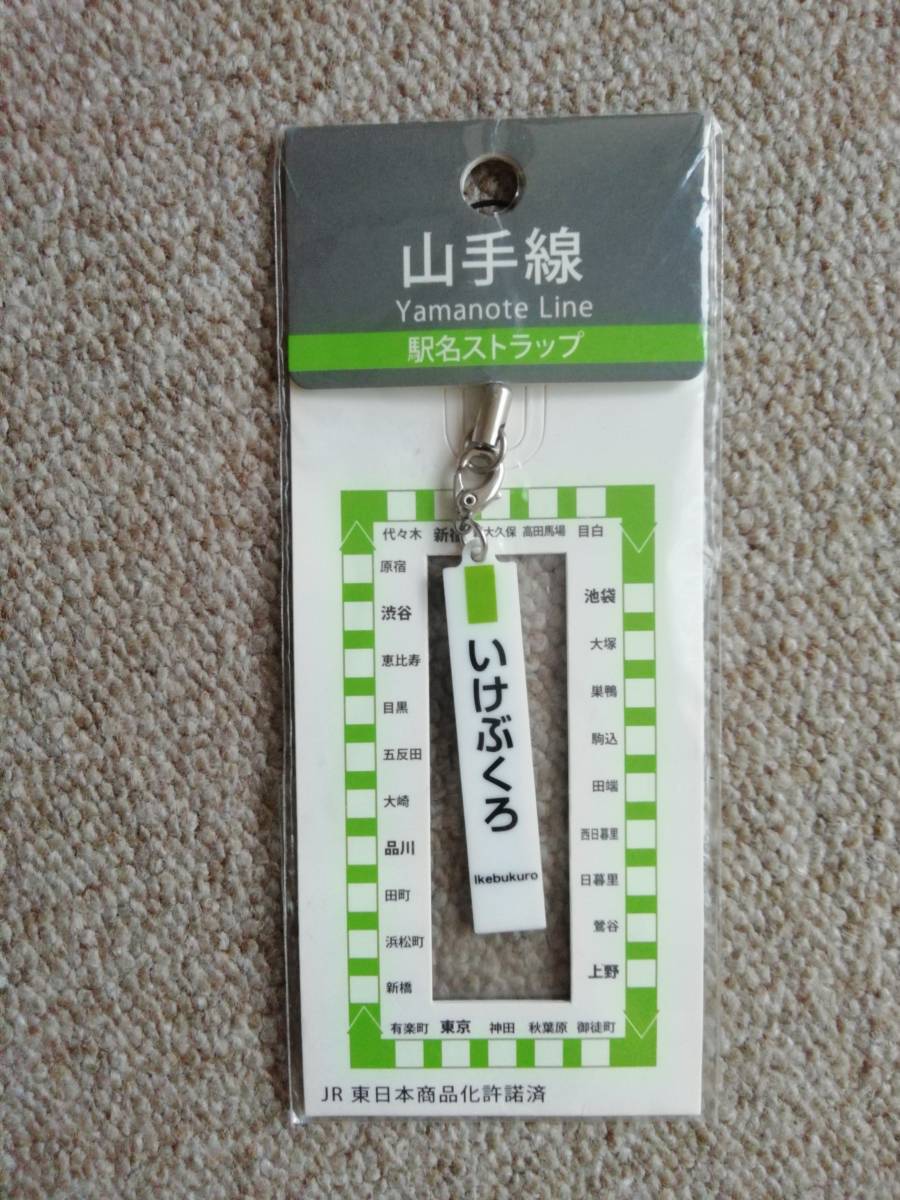 山手線
Yamanote Line
駅名ストラップ
代々木 新宿 大久保 高田馬場 目白
原宿
渋谷
恵比寿
目黒
五反田
大崎
品川
田町
浜松町
新橋
いけぶくろ
Ikebukuro
池袋
大塚
巣鴨
駒込
田端
西日暮里
日暮里
鶯谷
上野
有楽町 東京 神田 秋葉原 御徒町
JR 東日本商品化許諾済